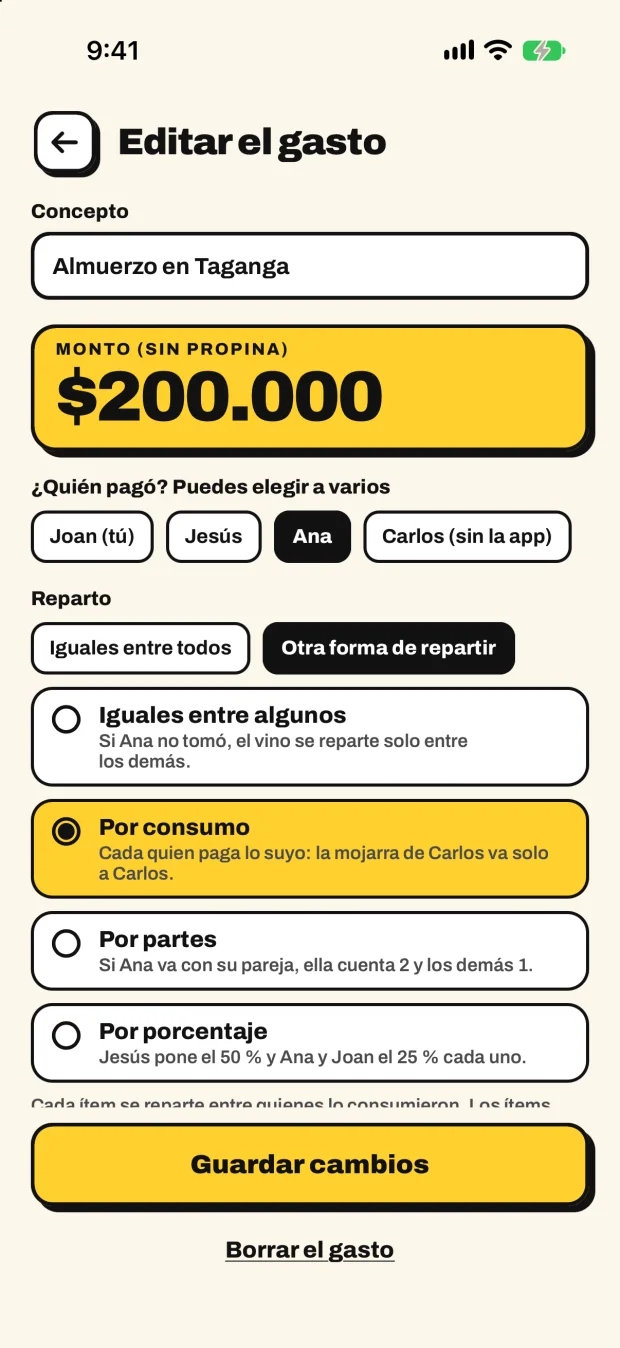 9:41
Editar el gasto
Concepto
Almuerzo en Taganga
MONTO (SIN PROPINA)
$200.000
¿Quién pagó? Puedes elegir a varios
Joan (tú) Jesús Ana Carlos (sin la app)
Reparto
Iguales entre todos Otra forma de repartir
Iguales entre algunos
Si Ana no tomó, el vino se reparte solo entre
los demás.
Por consumo
Cada quien paga lo suyo: la mojarra de Carlos va solo
a Carlos.
Por partes
Si Ana va con su pareja, ella cuenta 2 y los demás 1.
Por porcentaje
Jesús pone el 50 % y Ana y Joan el 25 % cada uno.
Cada ítem se reparte entre quienes lo consumieron. Los ítems
Guardar cambios
Borrar el gasto